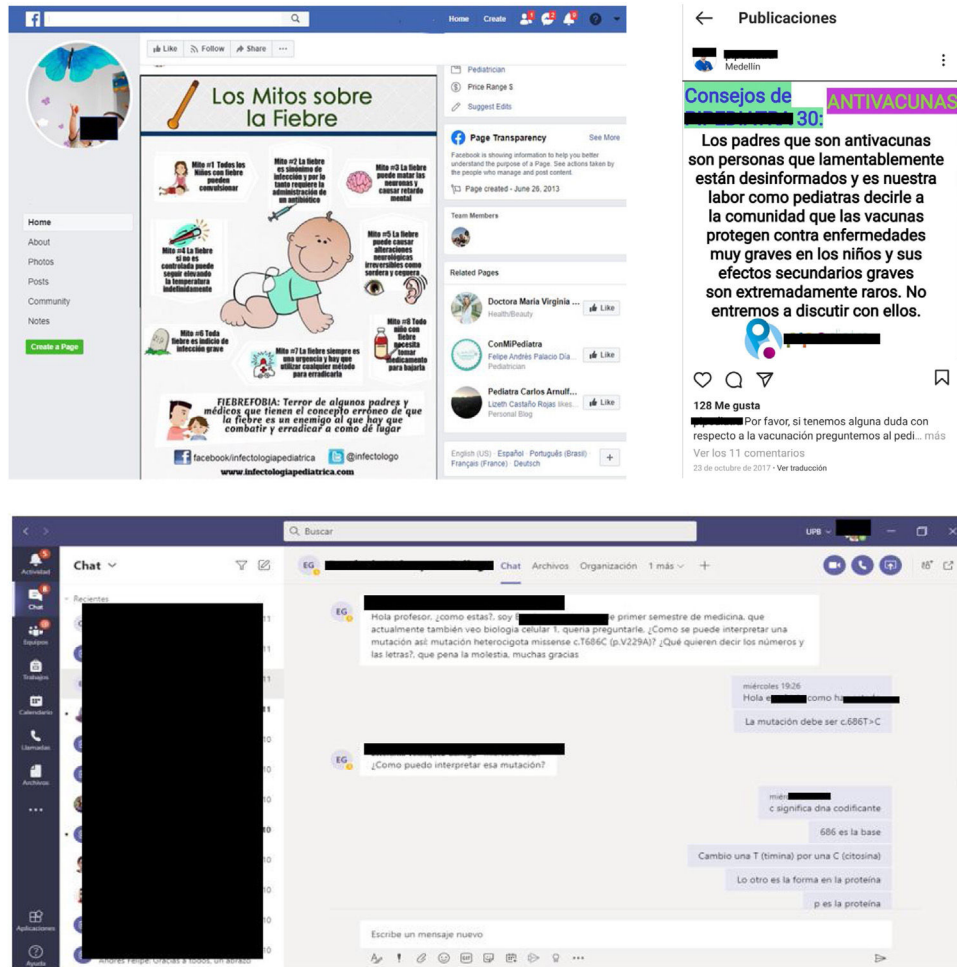 Home Create
Like Follow Share ...
Los Mitos sobre
la Fiebre
Mito #1 Todos los
Niños con fiebre
pueden
convulsionar
Mito #2 La fiebre
es sinónimo de
infección y por lo
tanto requiere la
administración de
un antibiótico
Mito #3 La fiebre
puede matar las
neuronas y
causar retardo
mental
Mito #4 La fiebre
si no es
controlada puede
seguir elevando
la temperatura
indefinidamente
Mito #5 La fiebre
puede causar
alteraciones
neurológicas
irreversibles como
sordera y ceguera
Mito #6 Toda
fiebre es indicio de
infección grave
Mito #7 La fiebre siempre es
una urgencia y hay que
utilizar cualquier método
para erradicarla
Mito #8 Todo
niño con
fiebre
necesita
tomar
medicamento
para bajarla
FIEBREFOBIA: Terror de algunos padres y
médicos que tienen el concepto erróneo de que
la fiebre es un enemigo al que hay que
combatir y erradicar a como dé lugar
facebook/infectologiapediatrica @infectologo
www.infectologiapediatrica.com
Home
About
Photos
Posts
Community
Notes
Create a Page
Pediatrician
Price Range $
Suggest Edits
Page Transparency See More
Facebook is showing information to help you better
understand the purpose of a Page. See actions taken by
the people who manage and post content.
Page created - June 26, 2013
Team Members
Related Pages
Doctora Maria Virginia ...
Health/Beauty
Like
ConMiPediatra
Felipe Andrés Palacio Día...
Pediatrician
Like
Pediatra Carlos Arnulf...
Lizeth Castaño Rojas likes...
Personal Blog
Like
English (US) · Español · Português (Brasil)
Français (France) · Deutsch
Publicaciones
Medellín
Consejos de
30:
ANTIVACUNAS
Los padres que son antivacunas
son personas que lamentablemente
están desinformados y es nuestra
labor como pediatras decirle a
la comunidad que las vacunas
protegen contra enfermedades
muy graves en los niños y sus
efectos secundarios graves
son extremadamente raros. No
entremos a discutir con ellos.
128 Me gusta
Por favor, si tenemos alguna duda con
respecto a la vacunación preguntemos al pedi... más
Ver los 11 comentarios
23 de octubre de 2017 · Ver traducción
Buscar
UPB
Actividad
Chat
Equipos
Trabajos
Calendario
Llamadas
Archivos
Aplicaciones
Ayuda
Chat
Recientes
Andrés Felipe: Gracias a todos, un abrazo
EG Chat Archivos Organización 1 más +
EG
Hola profesor, ¿como estas?, soy e primer semestre de medicina, que
actualmente también veo biología celular 1, quería preguntarle, ¿Como se puede interpretar una
mutación así: mutación heterocigota missense c.T686C (p.V229A)? ¿Qué quieren decir los números y
las letras?, que pena la molestia, muchas gracias
miércoles 19:26
Hola como
La mutación debe ser c.686T>C
EG
¿Como puedo interpretar esa mutación?
c significa dna codificante
686 es la base
Cambio una T (timina) por una C (citosina)
Lo otro es la forma en la proteína
p es la proteína
Escribe un mensaje nuevo